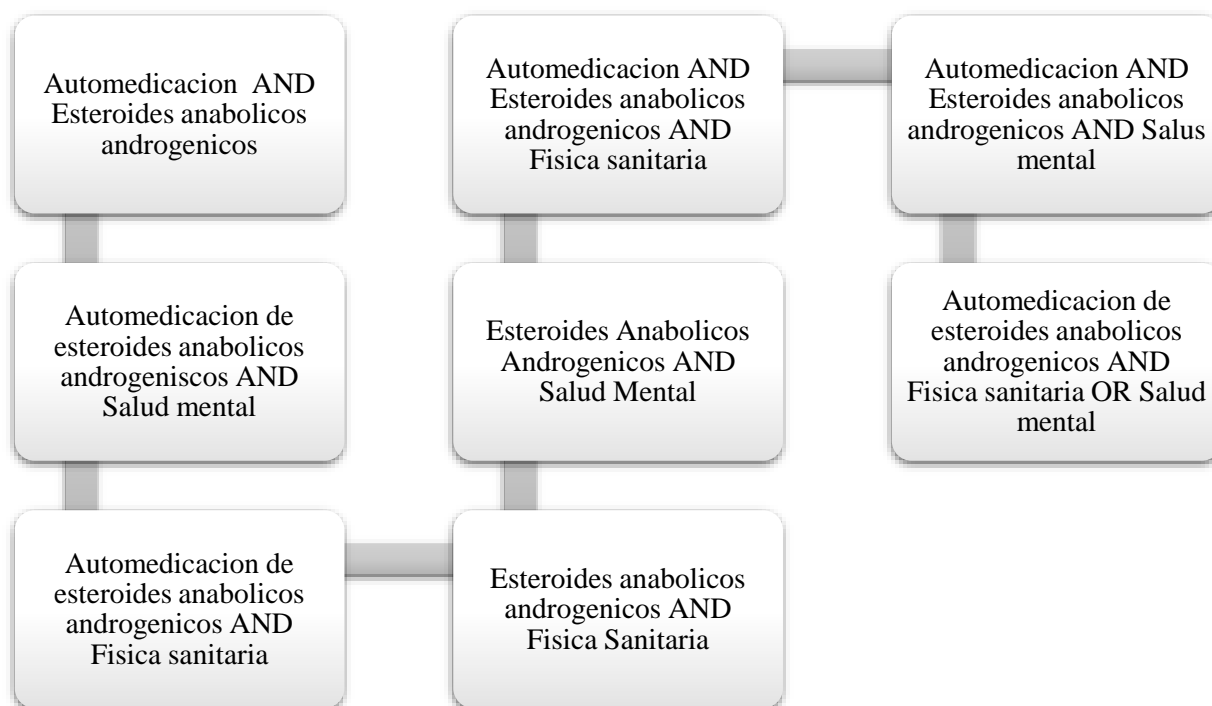 Automedicacion AND
Esteroides anabolicos
androgenicos
Automedicacion de
esteroides anabolicos
androgeniscos AND
Salud mental
Automedicacion de
esteroides anabolicos
androgenicos AND
Fisica sanitaria
Esteroides anabolicos
androgenicos AND
Fisica Sanitaria
Esteroides Anabolicos
Androgenicos AND
Salud Mental
Automedicacion AND
Esteroides anabolicos
androgenicos AND
Fisica sanitaria
Automedicacion AND
Esteroides anabolicos
androgenicos AND Salus
mental
Automedicacion de
esteroides anabolicos
androgenicos AND
Fisica sanitaria OR Salud
mental